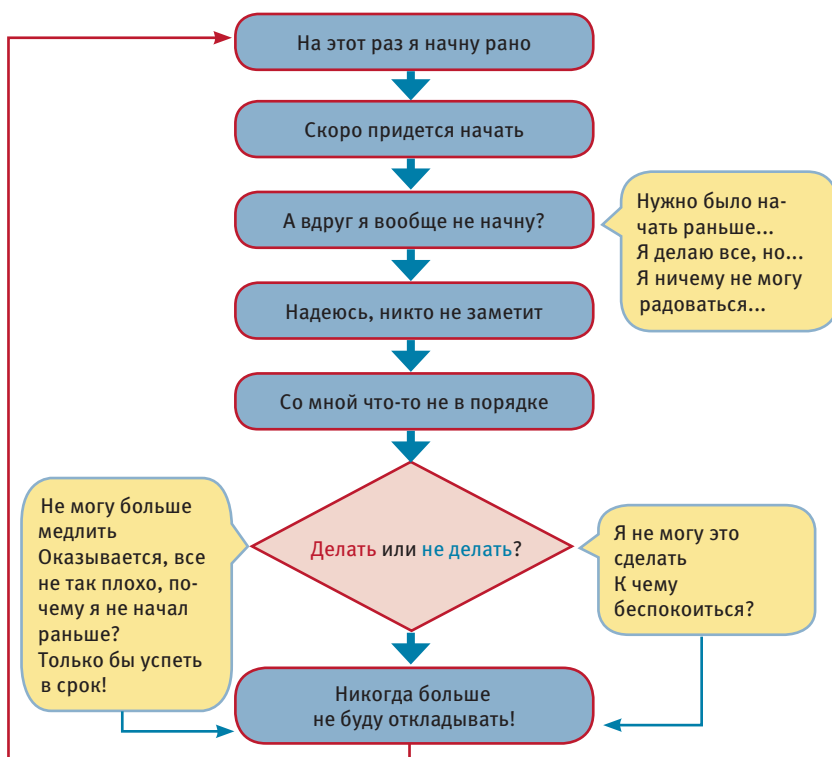 На этот раз я начну рано
Скоро придется начать
А вдруг я вообще не начну?
Нужно было на-
чать раньше...
Я делаю все, но...
Я ничему не могу
радоваться...
Надеюсь, никто не заметит
Со мной что-то не в порядке
Не могу больше
медлить
Оказывается, все
не так плохо, по-
чему я не начал
раньше?
Только бы успеть
в срок!
Делать или не делать?
Я не могу это
сделать
К чему
беспокоиться?
Никогда больше
не буду откладывать!